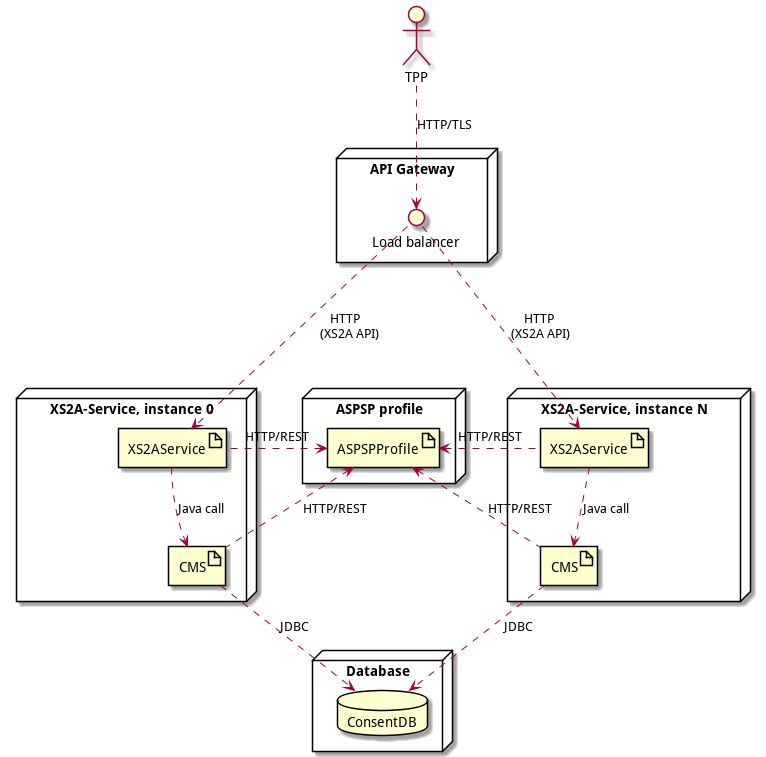 TPP
HTTP/TLS
API Gateway
Load balancer
HTTP
(XS2A API)
HTTP
(XS2A API)
XS2A-Service, instance 0
ASPSP profile
XS2A-Service, instance N
XS2AService
HTTP/REST
ASPSPProfile
HTTP/REST
XS2AService
Java call
HTTP/REST
HTTP/REST
Java call
CMS
CMS
JDBC
JDBC
Database
ConsentDB